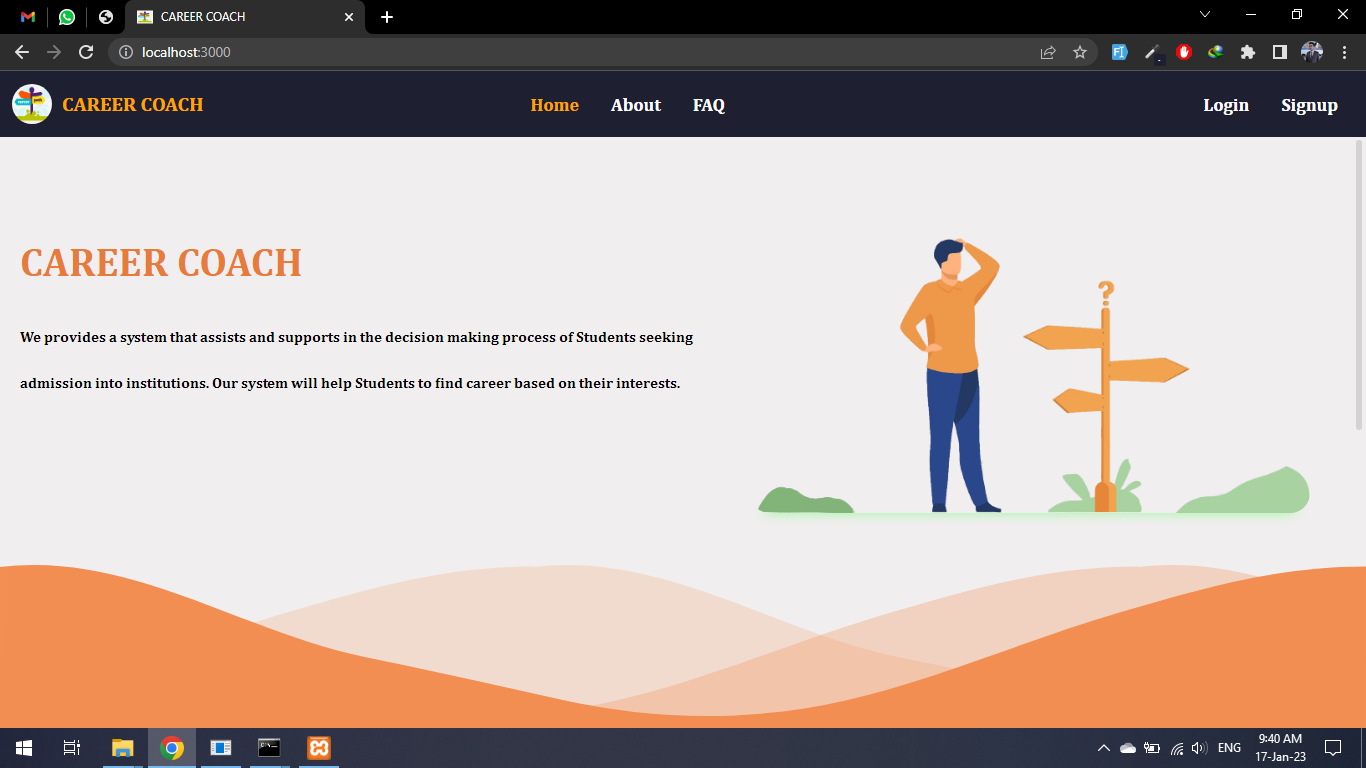 CAREER COACH
localhost:3000
CAREER COACH
Home About FAQ
Login Signup
CAREER COACH
We provides a system that assists and supports in the decision making process of Students seeking
admission into institutions. Our system will help Students to find career based on their interests.
?
ENG
9:40 AM
17-Jan-23